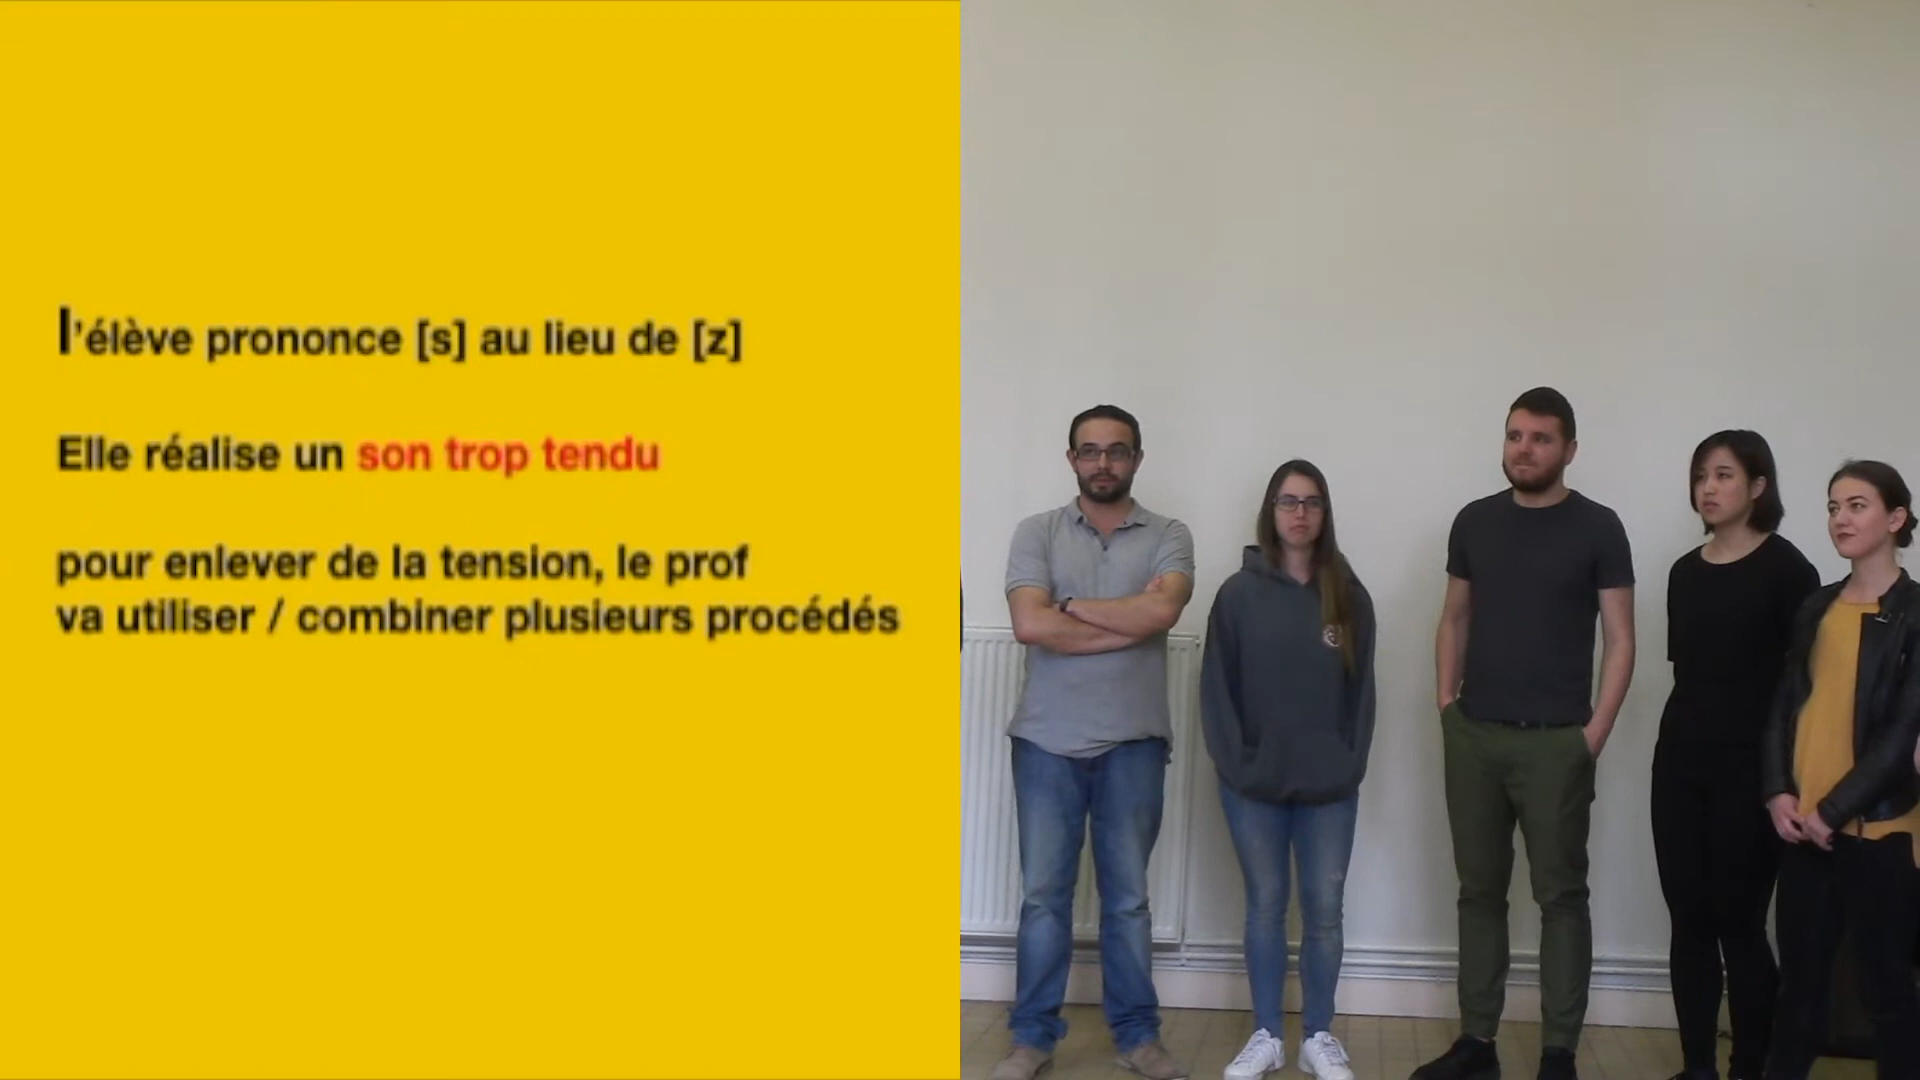 l'élève prononce [s] au lieu de [z]
Elle réalise un son trop tendu
pour enlever de la tension, le prof
va utiliser / combiner plusieurs procédés